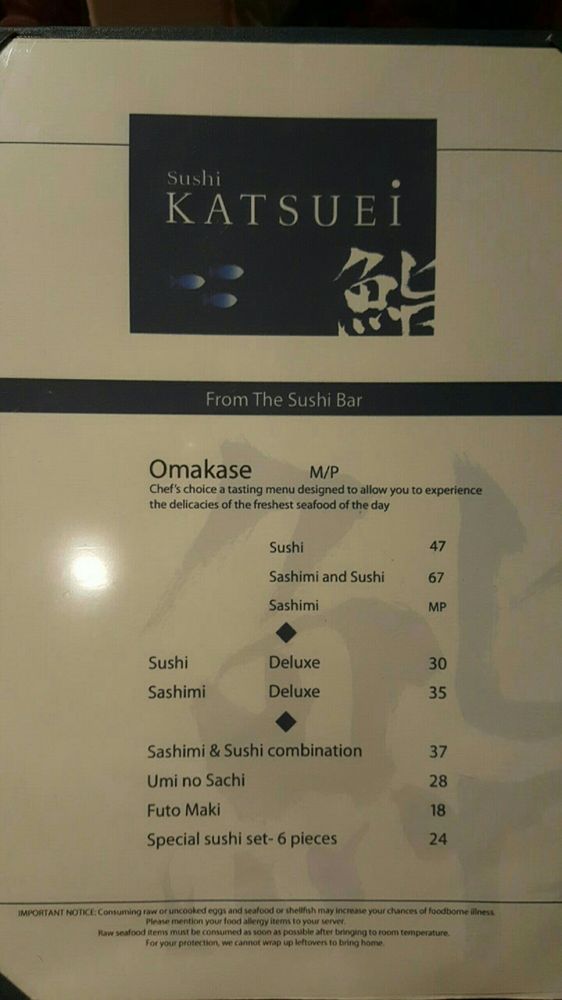 Sushi
KATSUEi
鮨
From The Sushi Bar
Omakase M/P
Chef's choice a tasting menu designed to allow you to experience
the delicacies of the freshest seafood of the day
Sushi 47
Sashimi and Sushi 67
Sashimi MP
Sushi Deluxe 30
Sashimi Deluxe 35
Sashimi & Sushi combination 37
Umi no Sachi 28
Futo Maki 18
Special sushi set- 6 pieces 24
IMPORTANT NOTICE: Consuming raw or uncooked eggs and seafood or shellfish may increase your chances of foodborne illness.
Please mention your food allergy items to your server.
Raw seafood items must be consumed as soon as possible after bringing to room temperature.
For your protection, we cannot wrap up leftovers to bring home.